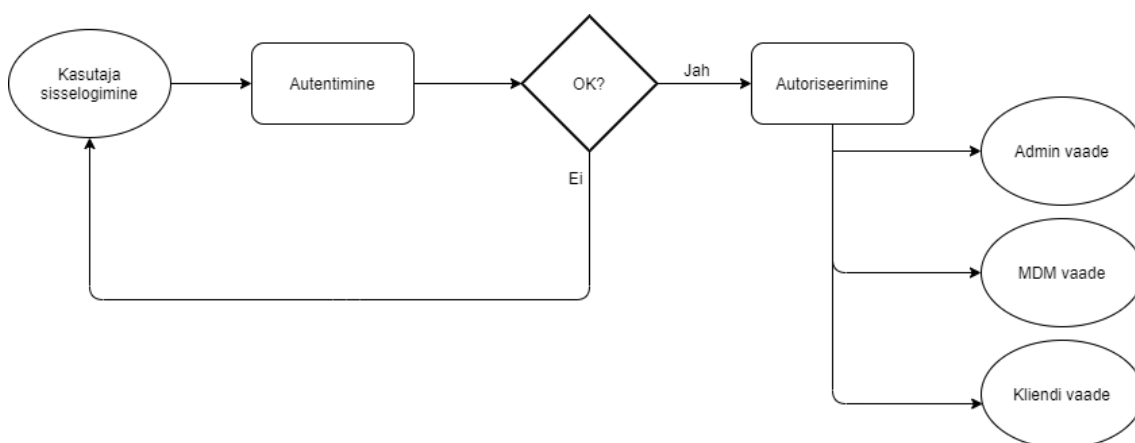 Kasutaja
sisselogimine
Autentimine
OK?
Jah
Autoriseerimine
Admin vaade
Ei
MDM vaade
Kliendi vaade